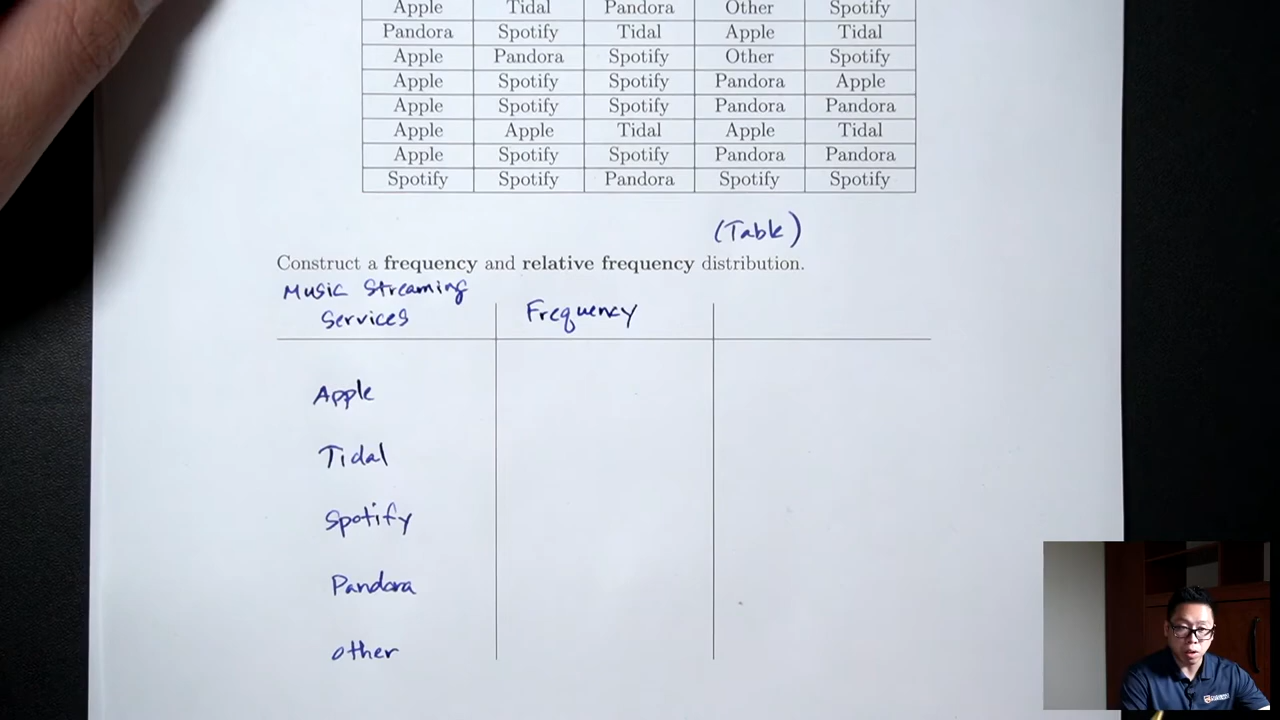 Apple Tidal Pandora Other Spotify
Pandora Spotify Tidal Apple Tidal
Apple Pandora Spotify Other Spotify
Apple Spotify Spotify Pandora Apple
Apple Spotify Spotify Pandora Pandora
Apple Apple Tidal Apple Tidal
Apple Spotify Spotify Pandora Pandora
Spotify Spotify Pandora Spotify Spotify
(Table)
Construct a frequency and relative frequency distribution.
Music Streaming
Services
Frequency
Apple
Tidal
Spotify
Pandora
other